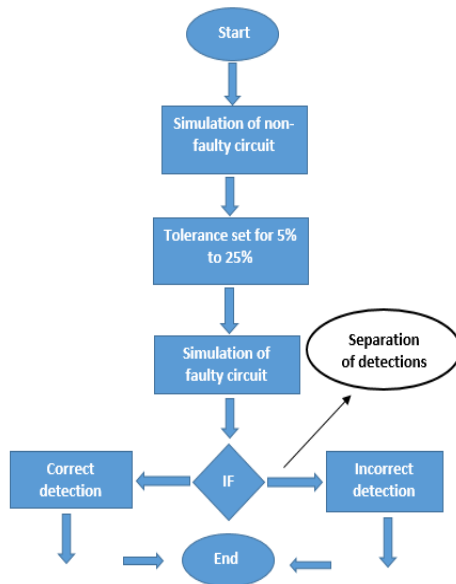 Start
Simulation of non-
faulty circuit
Tolerance set for 5%
to 25%
Simulation of
faulty circuit
Separation
of detections
Correct
detection
IF
Incorrect
detection
End